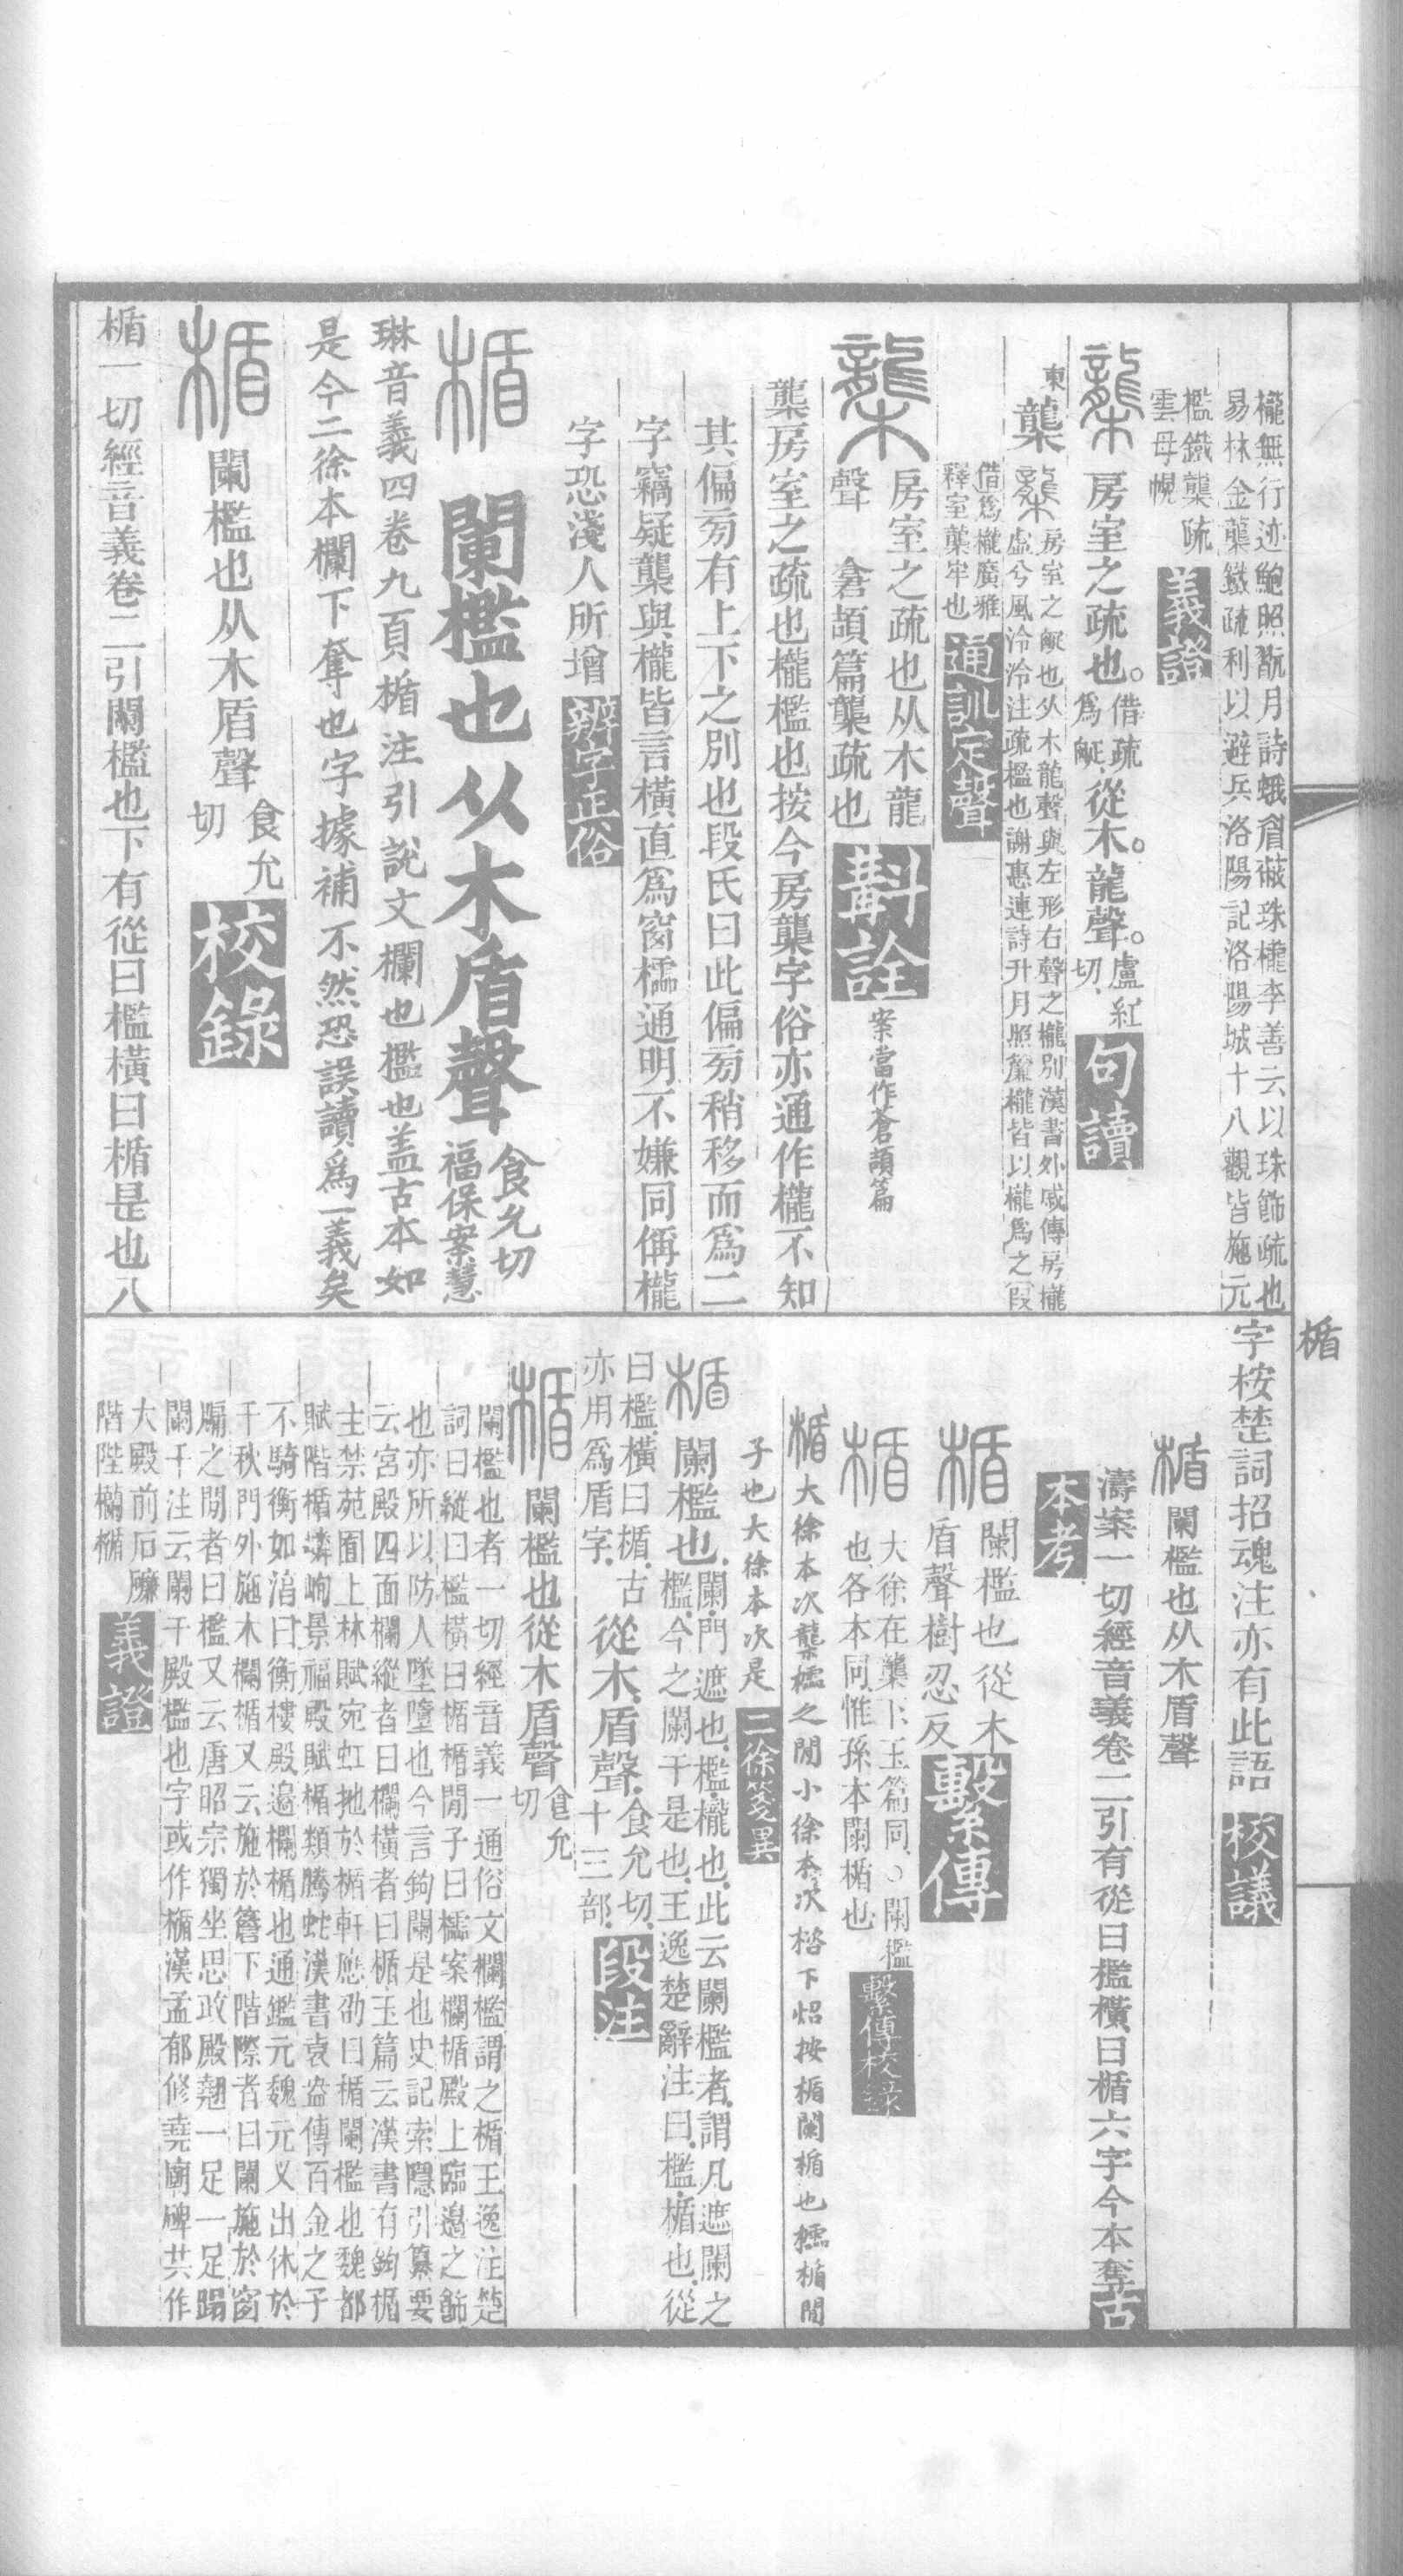 櫳無行迹鮑照翫月詩蛾眉蔽珠櫳李善云以珠飾疏也
易林金蘢鐵疏利以避兵洛陽記洛陽城十八觀皆施元
檻鐵蘢疏
雲母幌
義證
房室之疏也。借疏
爲𤴙從木。龍聲。盧紅
切
句讀
東
櫳
房室之𤴙也从木龍聲與左形右聲之櫳別漢書外戚傳房櫳
虛兮風泠泠注疏檻也謝惠連詩升月照簾櫳皆以櫳爲之〔叚
借爲櫳廣雅
釋室蘢牢也
通訓定聲
房室之疏也从木龍
聲 倉頡篇蘢疏也
斠詮
案當作蒼頡篇
蘢房室之疏也櫳檻也按今房蘢字俗亦通作櫳不知
其偏旁有上下之別也段氏曰此偏旁稍移而爲二
字竊疑蘢與櫳皆言橫直爲窗櫺通明不嫌同偁櫳
字恐淺人所增
辨字正俗
楯
闌檻也从木盾聲
食允切
福保案慧
琳音義四卷九頁楯注引說文欄也檻也盖古本如
是今二徐本欄下奪也字據補不然恐誤讀爲一義矣
楯
闌檻也从木盾聲
食允
切
校錄
楯一切經音義卷二引闌檻也下有從曰檻橫曰楯是也八
楯
字桉楚詞招魂注亦有此語
校議
楯
闌檻也从木盾聲
濤案一切經音義卷二引有從曰檻橫曰楯六字今本奪
古
本考
楯
闌檻也從木
盾聲樹忍反
繫傳
楯
大徐在蘢下玉篇同〇闌檻
也各本同惟孫本闌楯也
繫傳校錄
楯
大徐本次蘢櫺之閒小徐本次楁下炤按楯闌楯也櫺楯閒
子也大徐本次是
二徐箋異
楯
闌檻也
闌門遮也檻櫳也此云闌檻者謂凡遮闌之
檻今之闌干是也王逸楚辭注曰檻楯也從
曰檻橫曰楯古
亦用爲盾字
從木盾聲
食允切
十三部
段注
楯
闌檻也從木盾聲
食允
切
闌檻也者一切經音義一通俗文欄檻謂之楯王逸注楚
詞曰縱曰檻橫曰楯楯閒子曰櫺案欄楯殿上臨邊之飾
也亦所以防人墜墮也今言鉤闌是也史記索隱引纂要
云宮殿四面欄縱者曰欄橫者曰楯玉篇云漢書有鉤楯
主禁苑囿上林賦宛虹拖於楯軒應劭曰楯闌檻也魏都
賦階楯嶙峋景福殿賦楯類騰蛇漢書袁盎傳百金之子
不騎衡如淳曰衡樓殿邊欄楯也通鑑元魏元乂出休於
千秋門外施木欄楯又云施於簷下階際者曰闌施於窗
牖之閒者曰檻又云唐昭宗獨坐思政殿翹一足一足蹋
闌干注云闌干殿檻也字或作楯漢孟郁修堯廟碑共作
大殿前石𨻶
階陛欄楯
義證